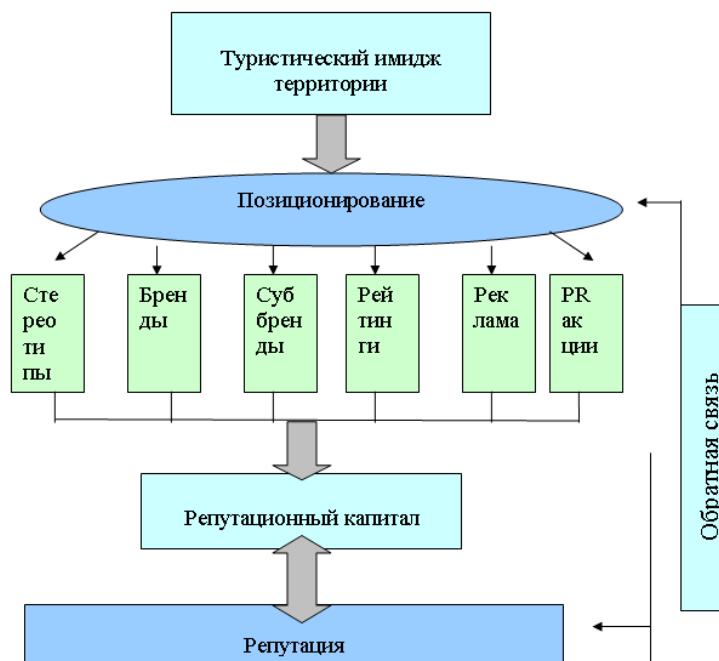 Туристический имидж
территории
Позиционирование
Сте
рео
ти
пы
Брен
ды
Суб
брен
ды
Рей
тин
ги
Рек
лама
PR
ак
ции
Обратная связь
Репутационный капитал
Репутация